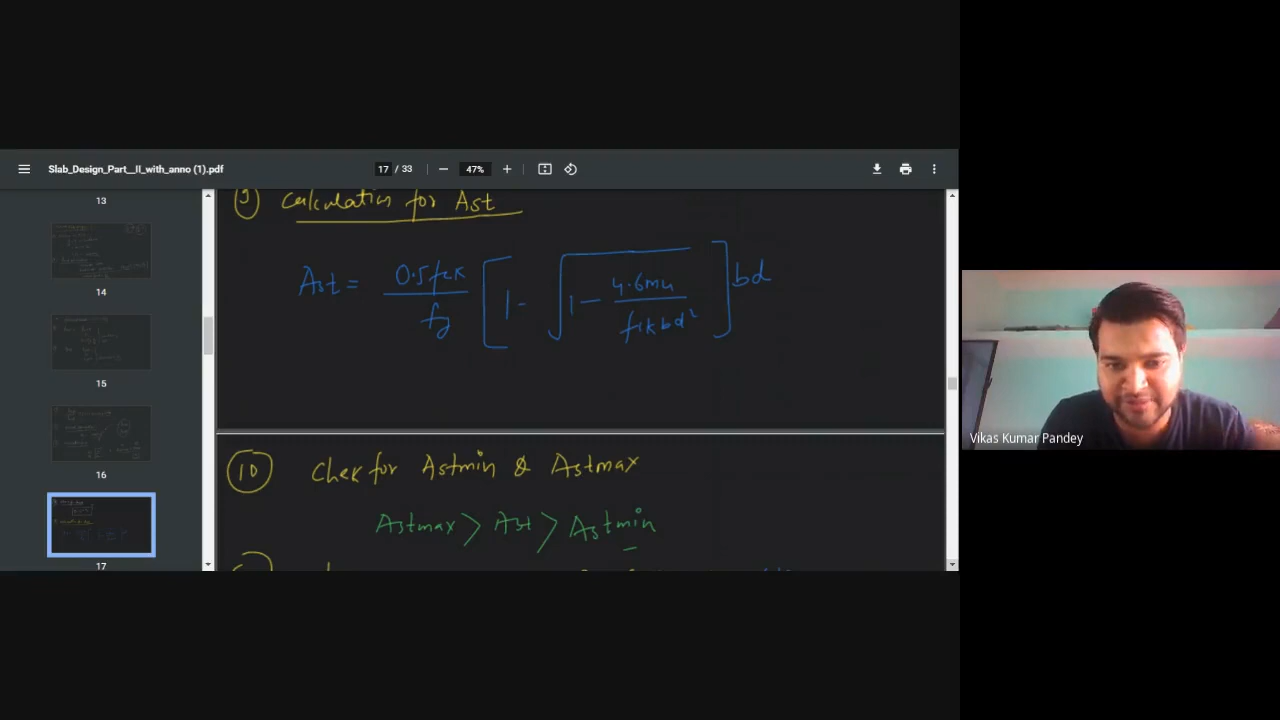 Slab_Design_Part__II_with_anno (1).pdf
17 / 33
47%
13
14
15
16
17
9 Calculation for Ast
Ast = 0.5fck / fy [ 1 - √ 1 - 4.6mu / fckbd² ] bd
10 Chek for Astmin & Astmax
Astmax > Ast > Astmin
Vikas Kumar Pandey